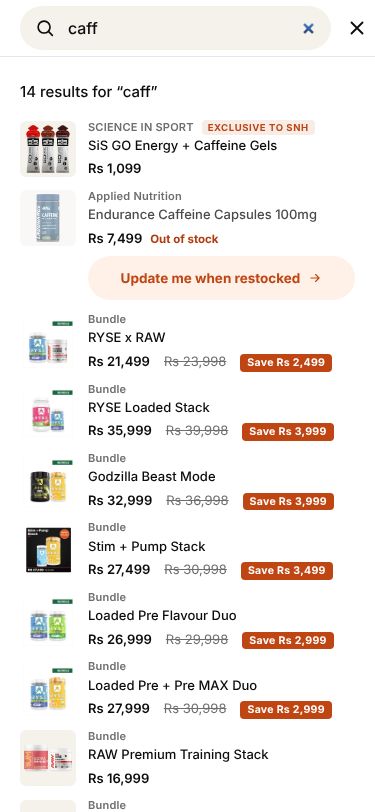 caff
14 results for “caff”
SCIENCE IN SPORT EXCLUSIVE TO SNH
SiS GO Energy + Caffeine Gels
Rs 1,099
Applied Nutrition
Endurance Caffeine Capsules 100mg
Rs 7,499 Out of stock
Update me when restocked →
Bundle
RYSE x RAW
Rs 21,499 Rs 23,998 Save Rs 2,499
Bundle
RYSE Loaded Stack
Rs 35,999 Rs 39,998 Save Rs 3,999
Bundle
Godzilla Beast Mode
Rs 32,999 Rs 36,998 Save Rs 3,999
Bundle
Stim + Pump Stack
Rs 27,499 Rs 30,998 Save Rs 3,499
Bundle
Loaded Pre Flavour Duo
Rs 26,999 Rs 29,998 Save Rs 2,999
Bundle
Loaded Pre + Pre MAX Duo
Rs 27,999 Rs 30,998 Save Rs 2,999
Bundle
RAW Premium Training Stack
Rs 16,999
Bundle